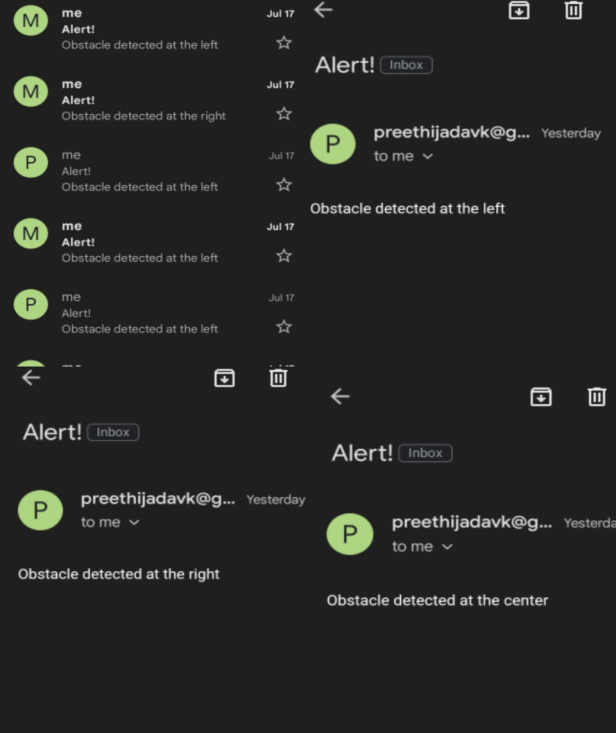 M
me
Jul 17
Alert!
Obstacle detected at the left
M
me
Jul 17
Alert!
Obstacle detected at the right
P
me
Jul 17
Alert!
Obstacle detected at the left
M
me
Jul 17
Alert!
Obstacle detected at the left
P
me
Jul 17
Alert!
Obstacle detected at the left
Alert! Inbox
P
preethijadavk@g... Yesterday
to me
Obstacle detected at the left
Alert! Inbox
P
preethijadavk@g... Yesterday
to me
Obstacle detected at the right
Alert! Inbox
P
preethijadavk@g... Yesterda
to me
Obstacle detected at the center